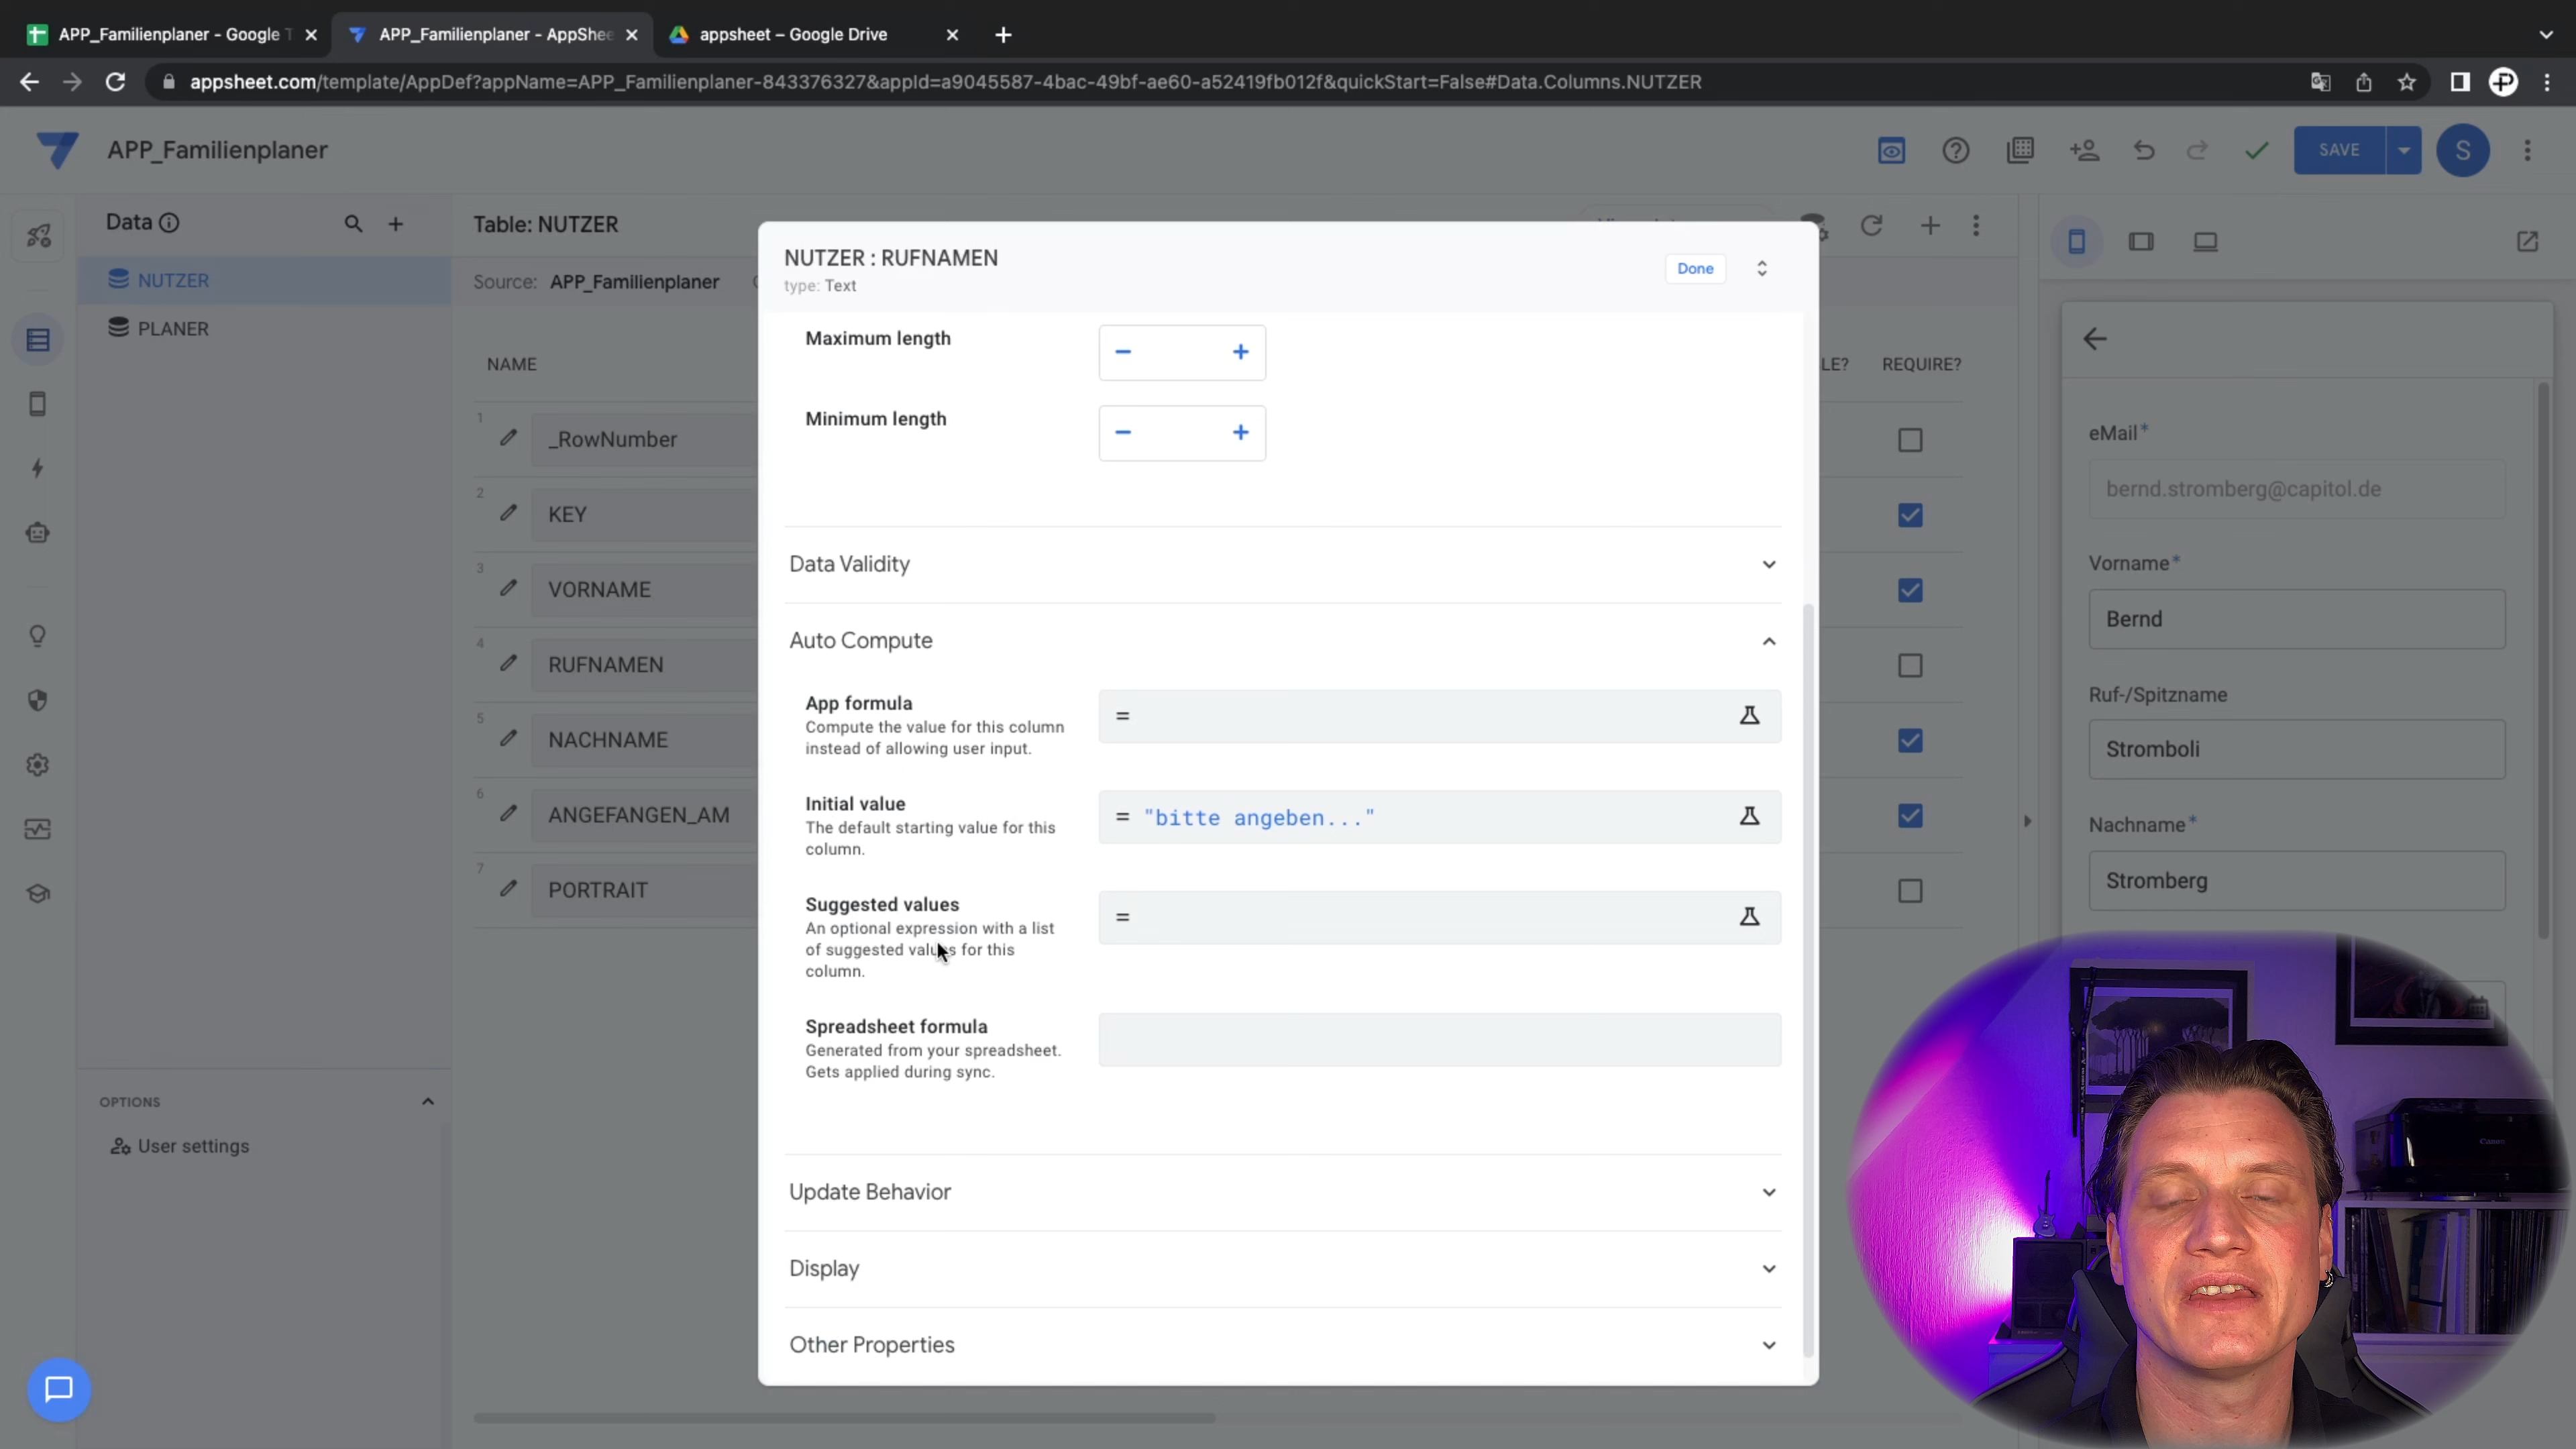 APP_Familienplaner - Google T
APP_Familienplaner - AppShee
appsheet – Google Drive
appsheet.com/template/AppDef?appName=APP_Familienplaner-843376327&appId=a9045587-4bac-49bf-ae60-a52419fb012f&quickStart=False#Data.Columns.NUTZER
APP_Familienplaner
SAVE
S
Data
NUTZER
PLANER
OPTIONS
User settings
Table: NUTZER
Source: APP_Familienplaner
NAME
LE?
REQUIRE?
1
_RowNumber
2
KEY
3
VORNAME
4
RUFNAMEN
5
NACHNAME
6
ANGEFANGEN_AM
7
PORTRAIT
NUTZER : RUFNAMEN
type: Text
Done
Maximum length
Minimum length
Data Validity
Auto Compute
App formula
Compute the value for this column
instead of allowing user input.
=
Initial value
The default starting value for this
column.
= "bitte angeben..."
Suggested values
An optional expression with a list
of suggested values for this
column.
=
Spreadsheet formula
Generated from your spreadsheet.
Gets applied during sync.
Update Behavior
Display
Other Properties
eMail*
bernd.stromberg@capitol.de
Vorname*
Bernd
Ruf-/Spitzname
Stromboli
Nachname*
Stromberg
Canon